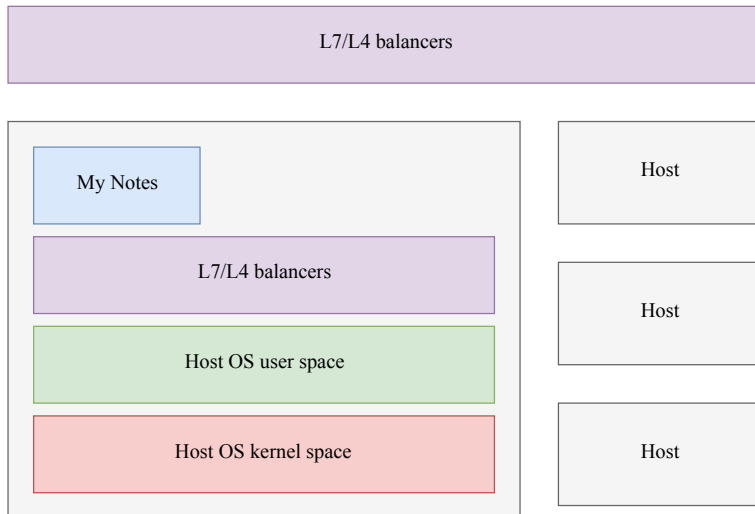 L7/L4 balancers
My Notes
L7/L4 balancers
Host OS user space
Host OS kernel space
Host
Host
Host